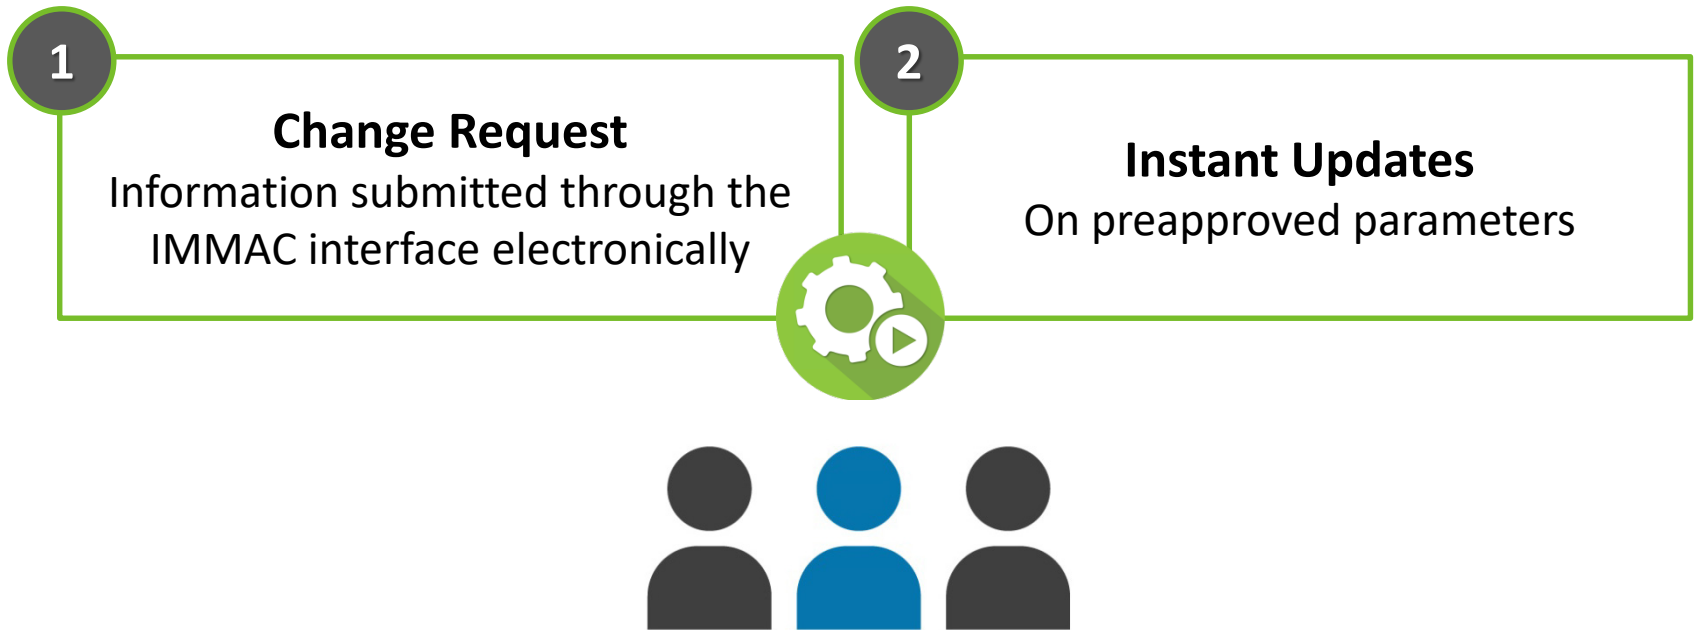 1
Change Request
Information submitted through the
IMMAC interface electronically
2
Instant Updates
On preapproved parameters